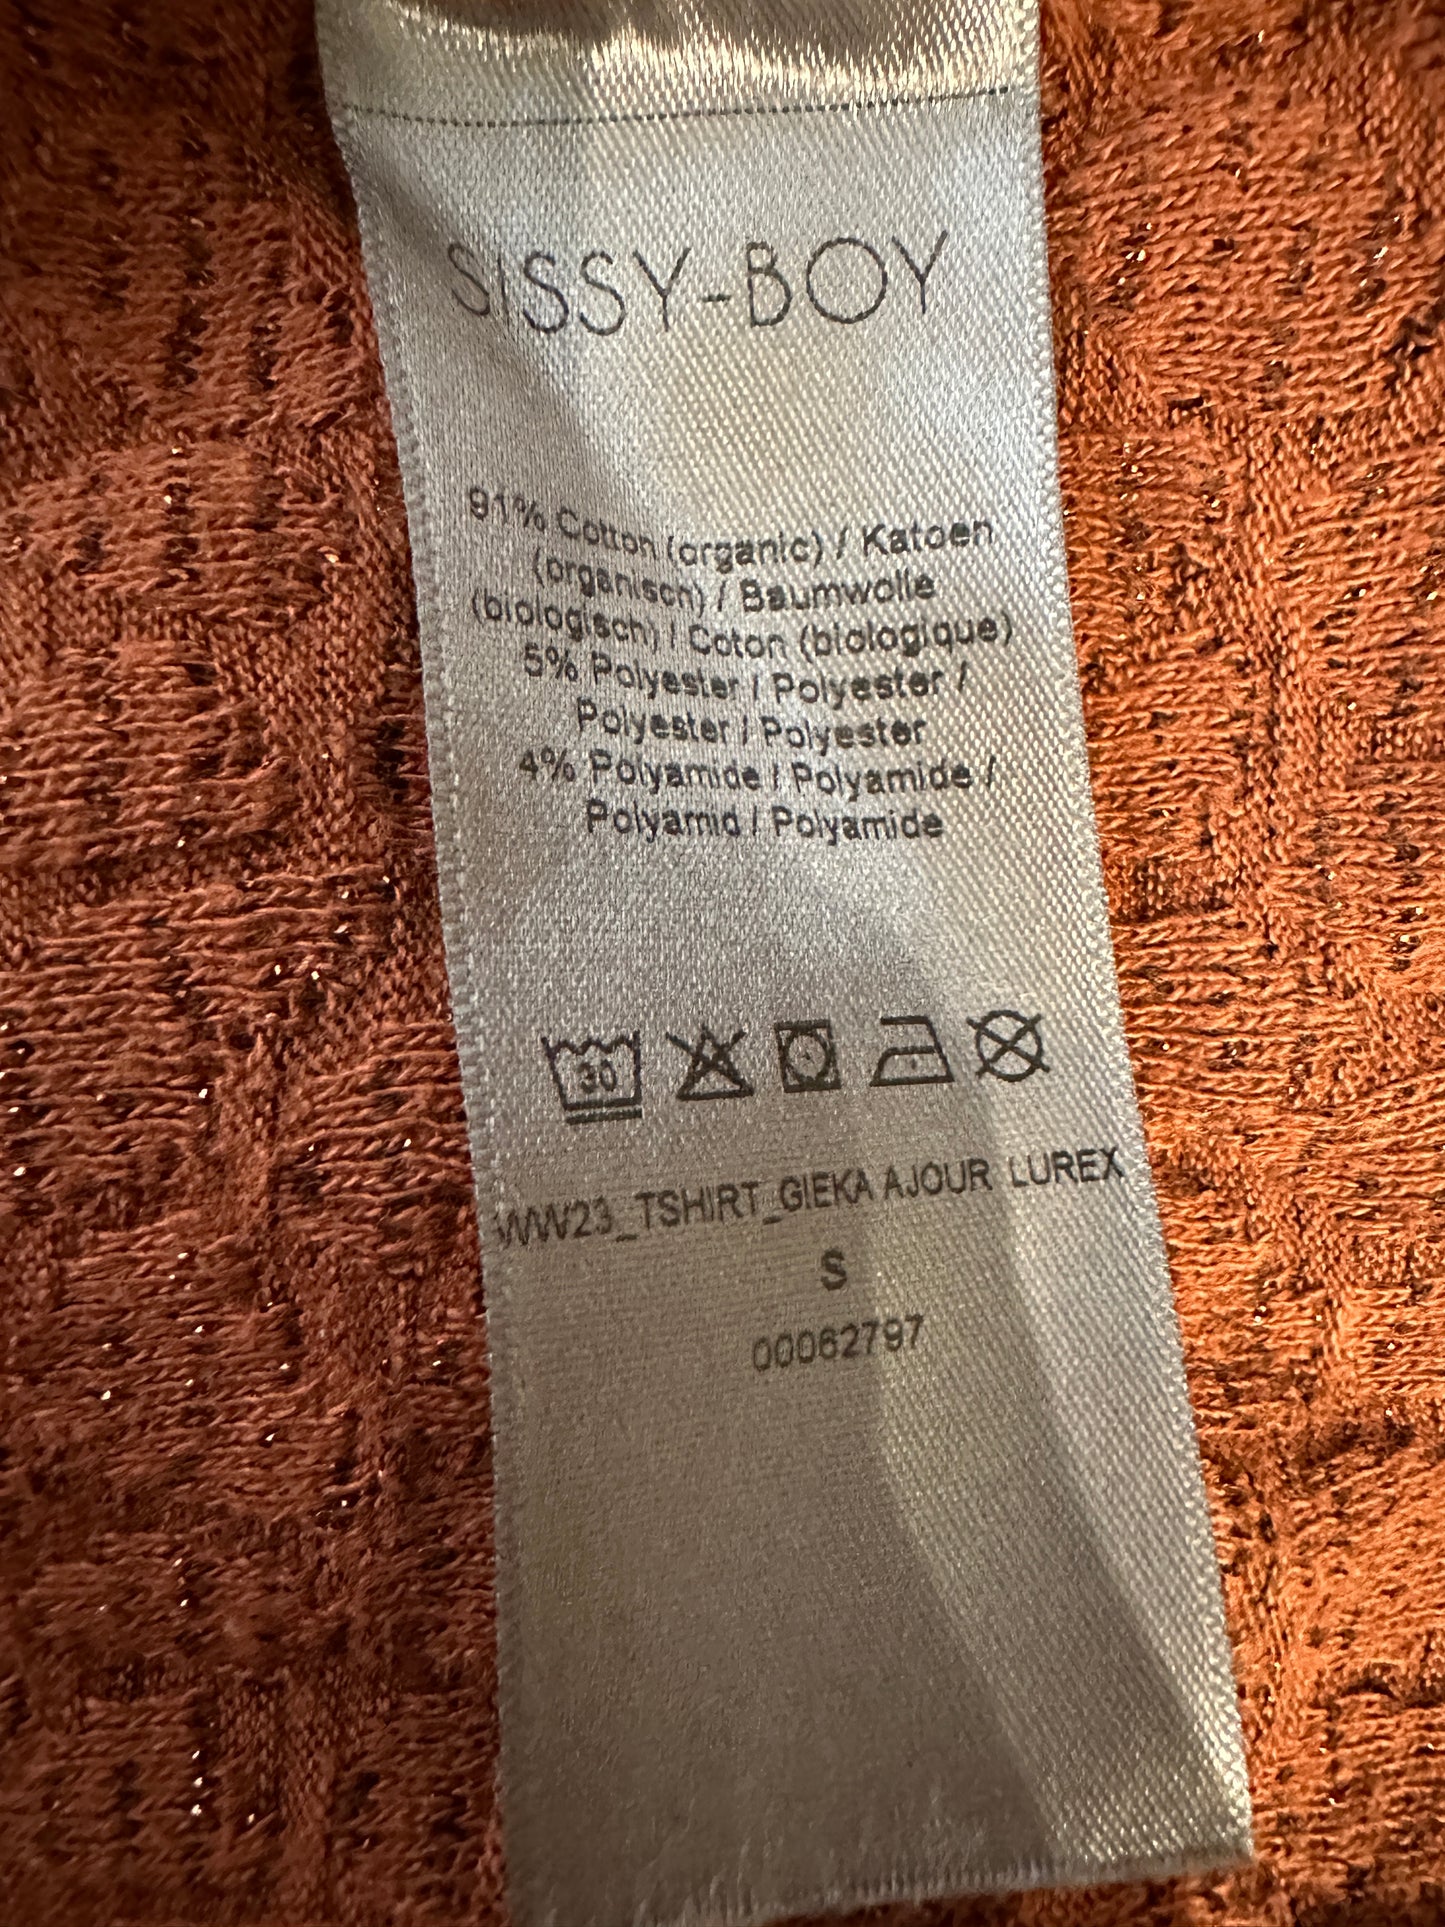 SISSY-BOY
91% Cotton (organic) / Katoen
(organisch) / Baumwolle
(biologisch) / Coton (biologique)
5% Polyester / Polyester /
Polyester / Polyester
4% Polyamide / Polyamide /
Polyamid / Polyamide
30
WW23_TSHIRT_GIEKA AJOUR LUREX
S
00062797